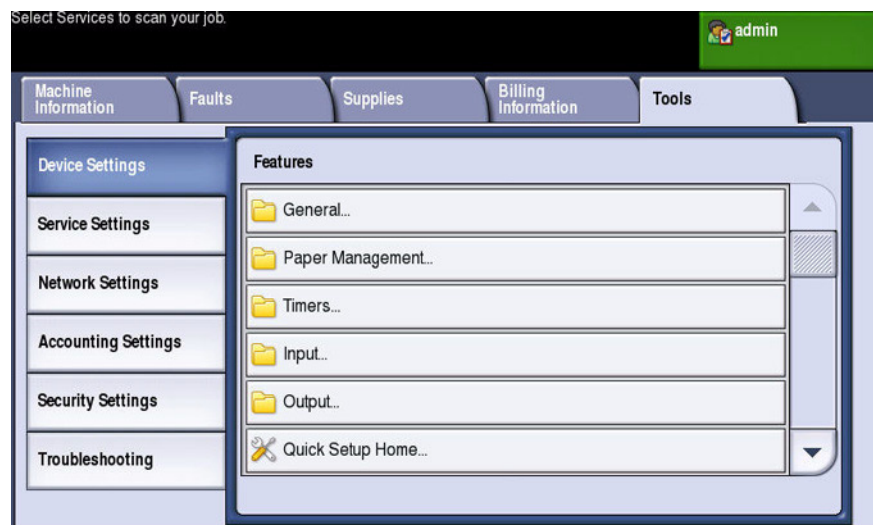 Select Services to scan your job.
admin
Machine
Information
Faults
Supplies
Billing
Information
Tools
Device Settings
Service Settings
Network Settings
Accounting Settings
Security Settings
Troubleshooting
Features
General...
Paper Management...
Timers...
Input...
Output...
Quick Setup Home...